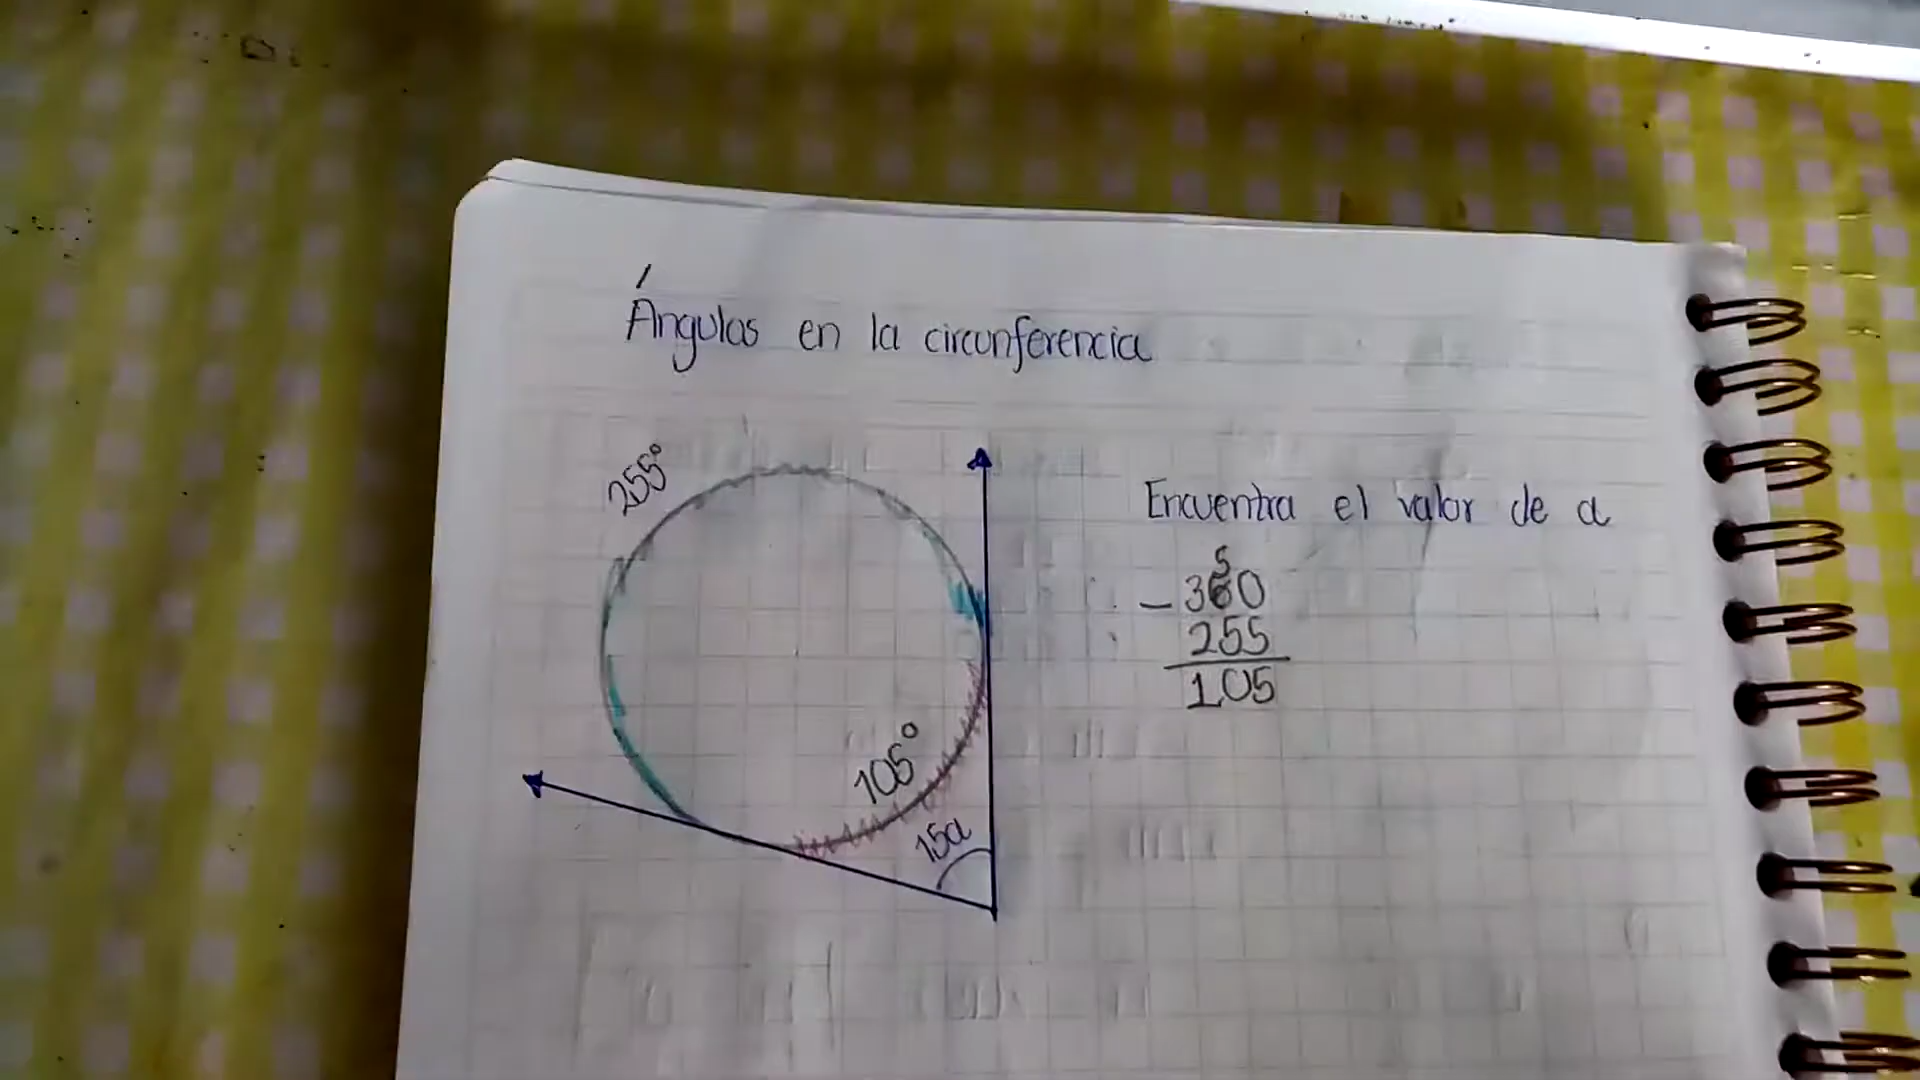 Ángulos en la circunferencia
255°
Encuentra el valor de a
5
- 360
255
105
105°
15a